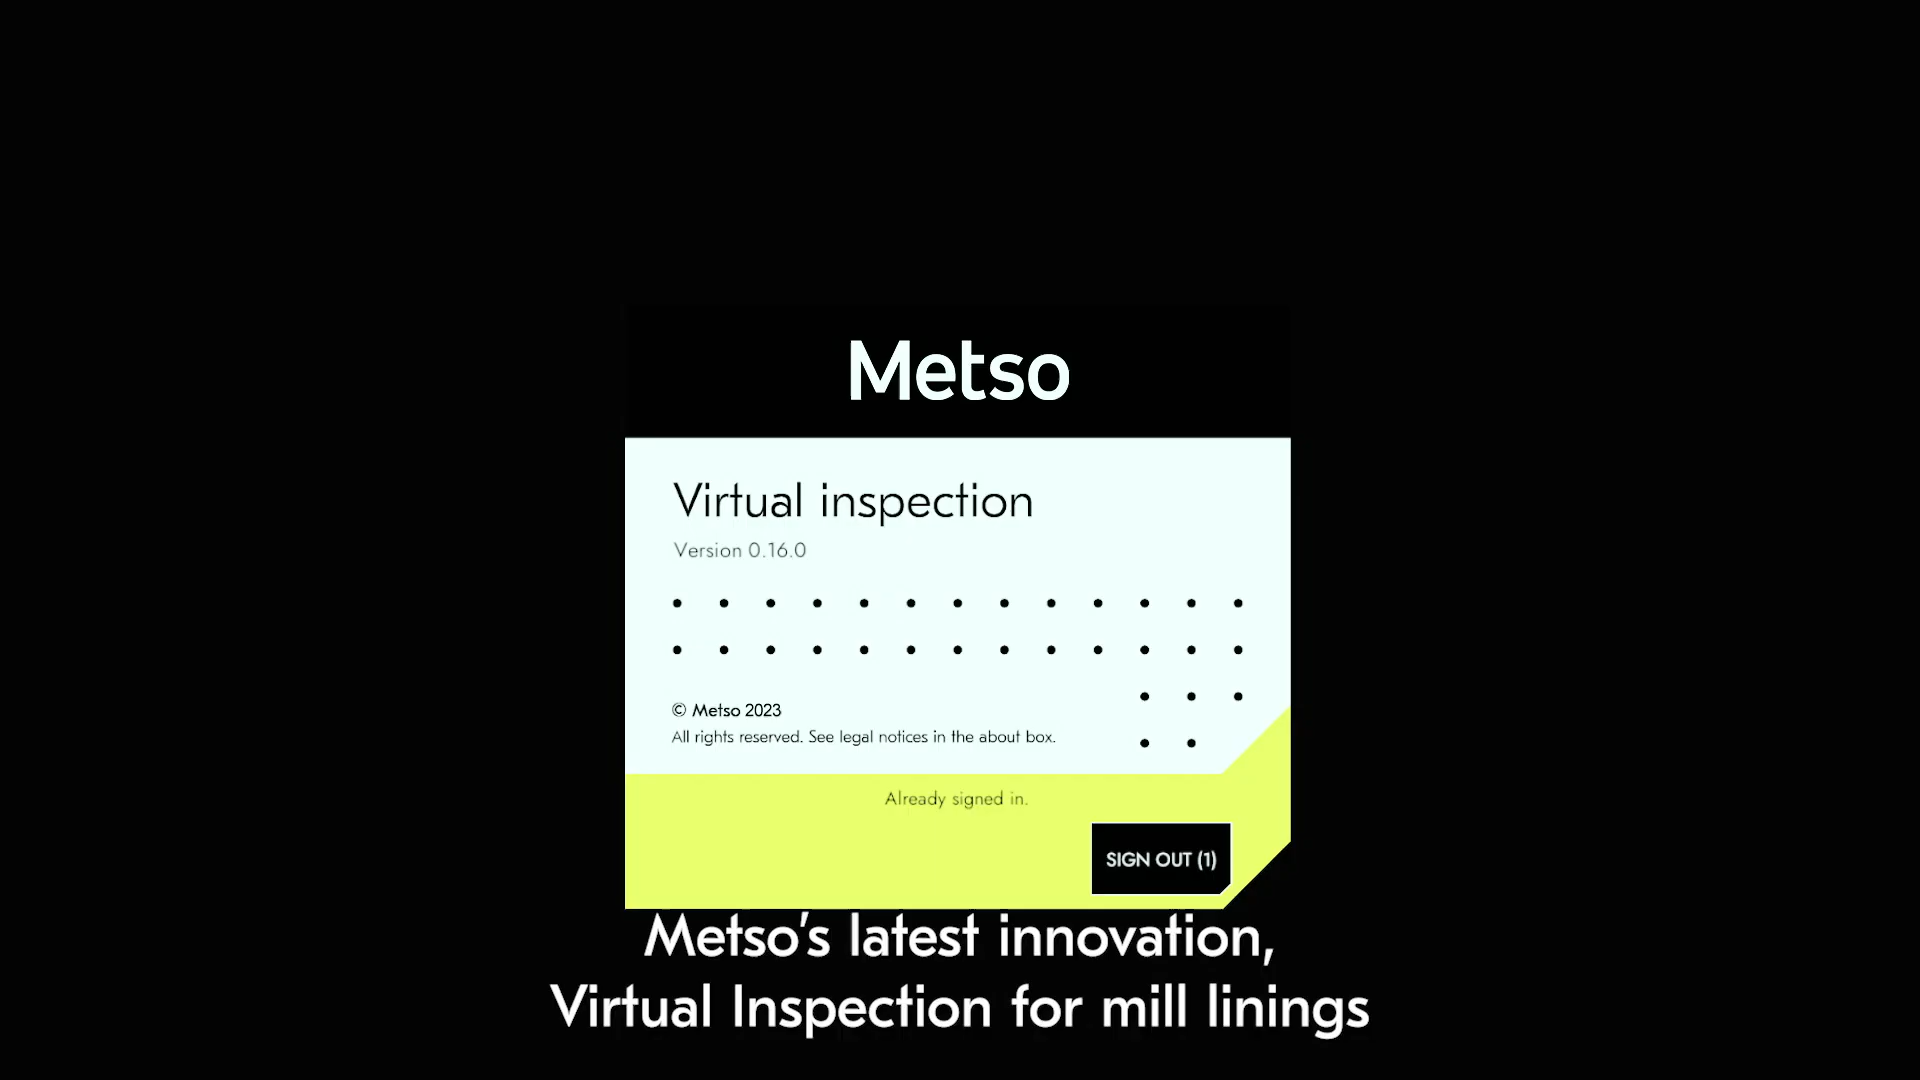 Metso
Virtual inspection
Version 0.16.0
© Metso 2023
All rights reserved. See legal notices in the about box.
Already signed in.
SIGN OUT (1)
Metso’s latest innovation,
Virtual Inspection for mill linings